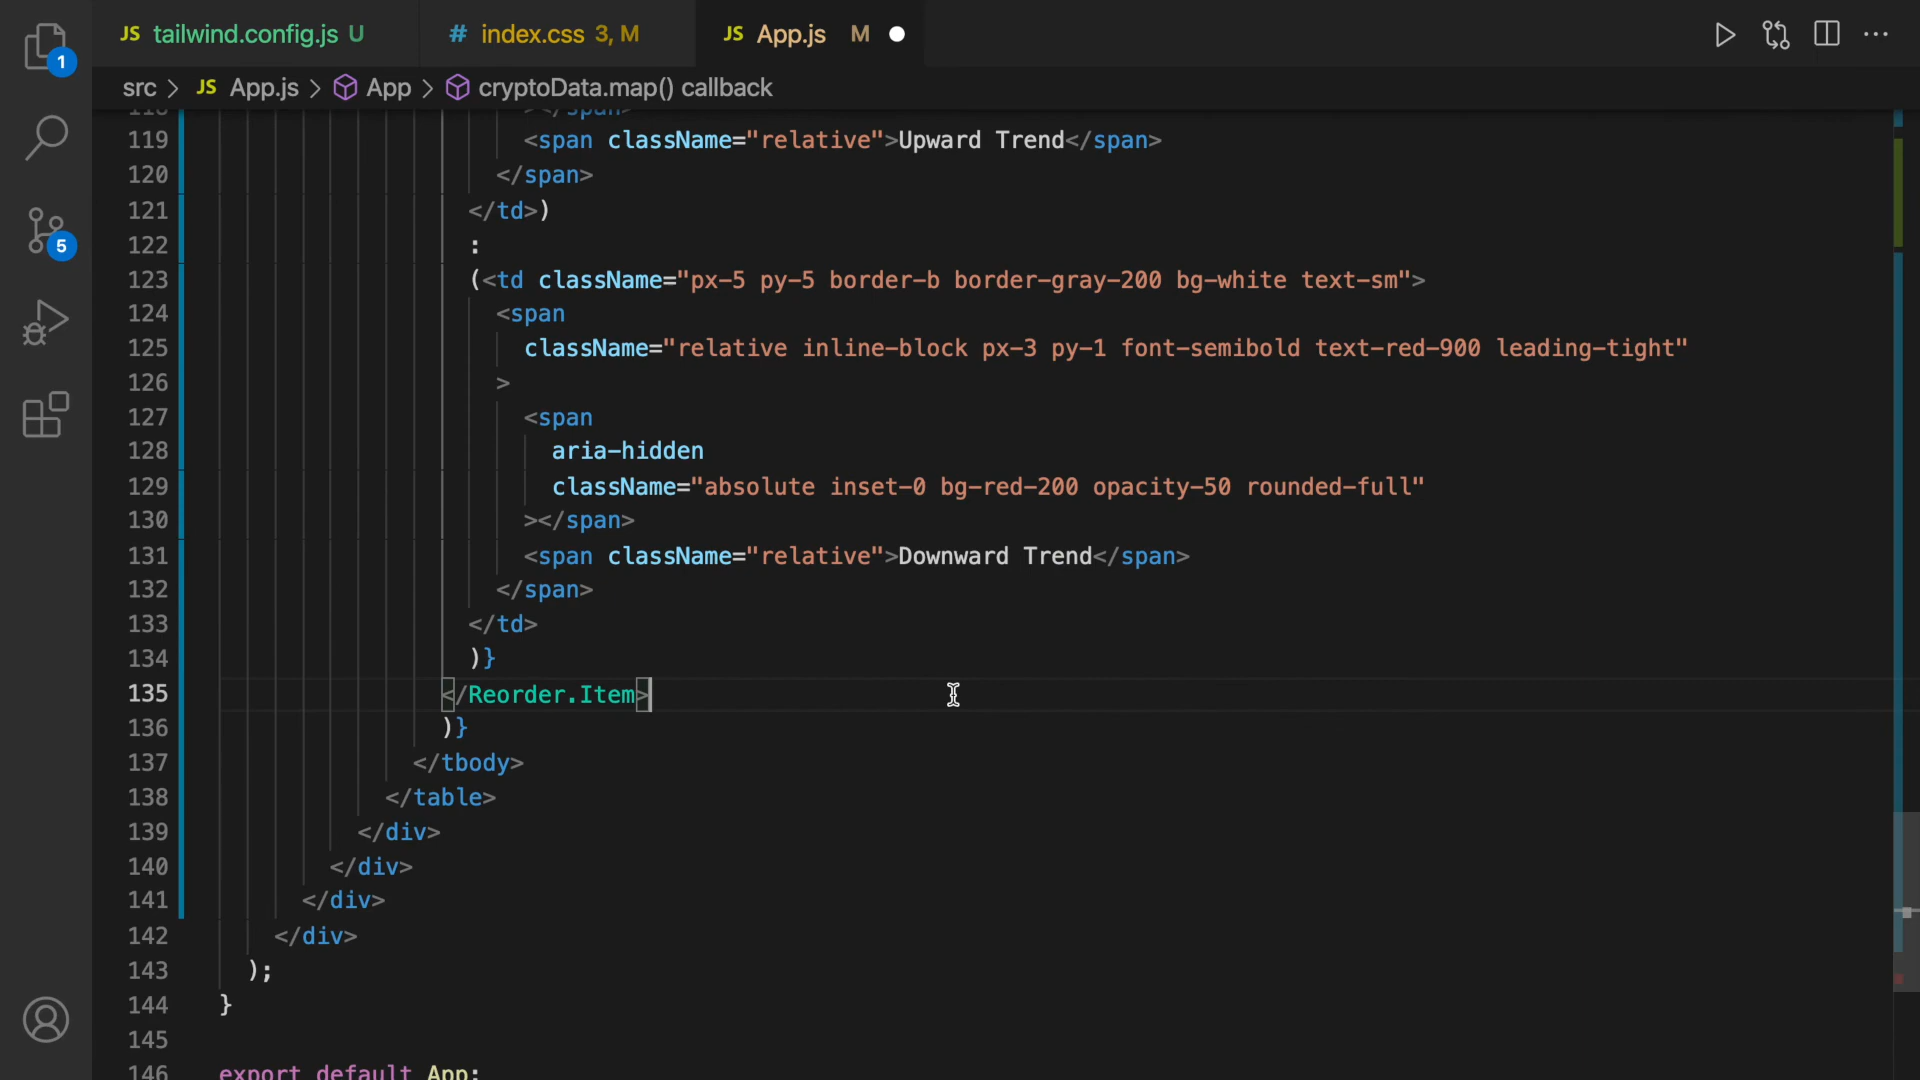 JS tailwind.config.js U # index.css 3, M JS App.js M
src > JS App.js > App > cryptoData.map() callback
118 ></span>
119 <span className="relative">Upward Trend</span>
120 </span>
121 </td>)
122 :
123 (<td className="px-5 py-5 border-b border-gray-200 bg-white text-sm">
124 <span
125 className="relative inline-block px-3 py-1 font-semibold text-red-900 leading-tight"
126 >
127 <span
128 aria-hidden
129 className="absolute inset-0 bg-red-200 opacity-50 rounded-full"
130 ></span>
131 <span className="relative">Downward Trend</span>
132 </span>
133 </td>
134 )}
135 </Reorder.Item>
136 )}
137 </tbody>
138 </table>
139 </div>
140 </div>
141 </div>
142 </div>
143 );
144 }
145
146 export default App;
1
5